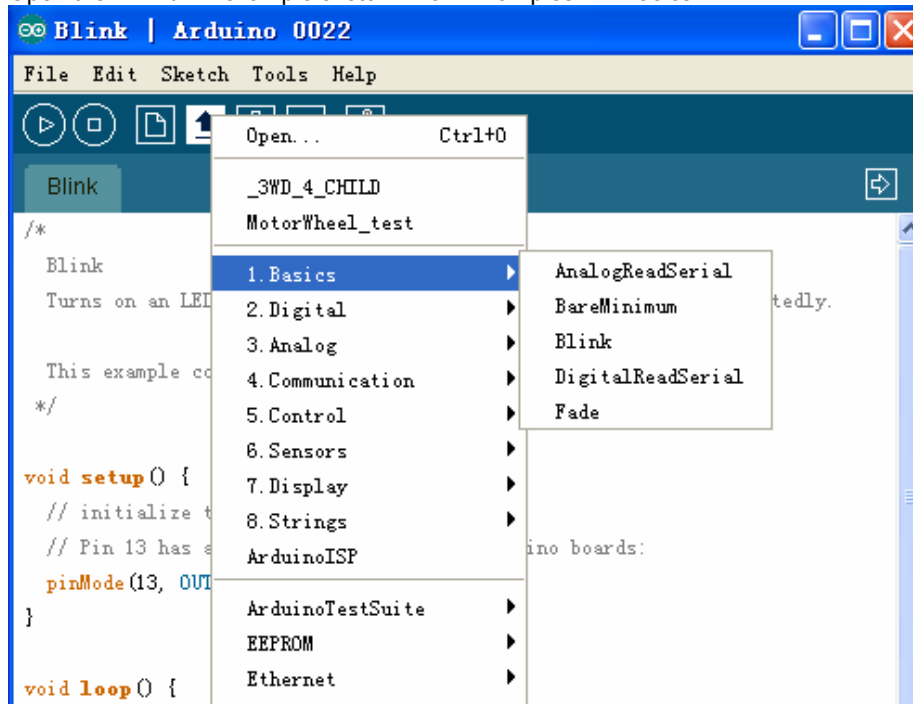 Blink | Arduino 0022
File Edit Sketch Tools Help
Open... Ctrl+O
Blink
_3WD_4_CHILD
MotorWheel_test
/*
Blink
1.Basics
AnalogReadSerial
Turns on an LED
2.Digital
BareMinimum
tedly.
3.Analog
Blink
This example co
4.Communication
DigitalReadSerial
*/
5.Control
Fade
6.Sensors
void setup() {
7.Display
// initialize t
8.Strings
// Pin 13 has a
ino boards:
ArduinoISP
pinMode(13, OUT
}
ArduinoTestSuite
EEPROM
Ethernet
void loop() {